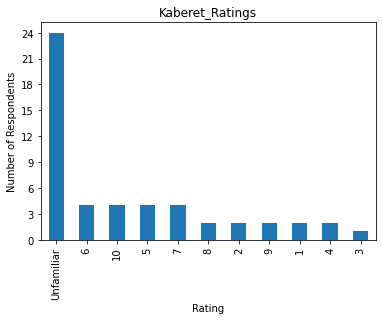 Kaberet_Ratings
Number of Respondents
24
21
18
15
12
9
6
3
0
Unfamiliar 6 10 5 7 8 2 9 1 4 3
Rating